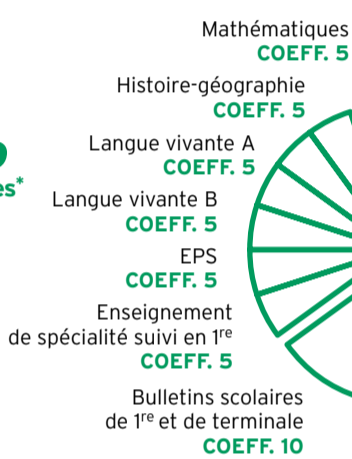 Mathématiques
COEFF. 5
Histoire-géographie
COEFF. 5
Langue vivante A
COEFF. 5
es*
Langue vivante B
COEFF. 5
EPS
COEFF. 5
Enseignement
de spécialité suivi en 1re
COEFF. 5
Bulletins scolaires
de 1re et de terminale
COEFF. 10